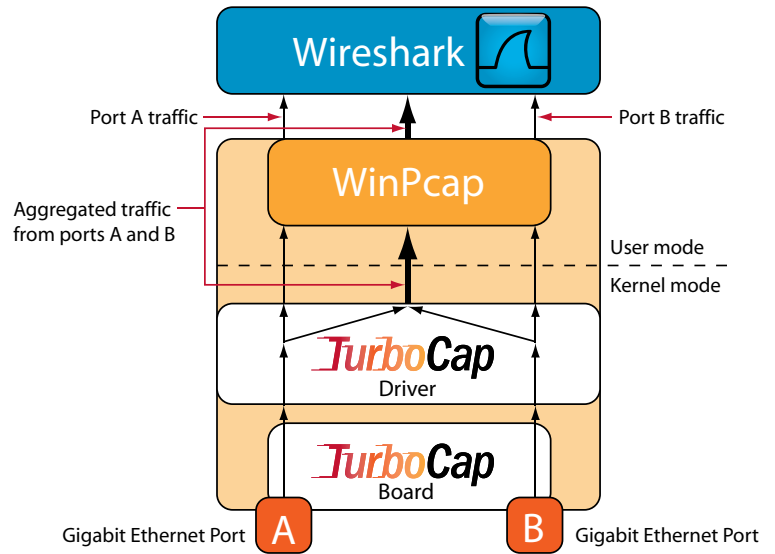 Wireshark
Port A traffic
Port B traffic
WinPcap
Aggregated traffic
from ports A and B
User mode
Kernel mode
TurboCap
Driver
TurboCap
Board
Gigabit Ethernet Port
A
B
Gigabit Ethernet Port